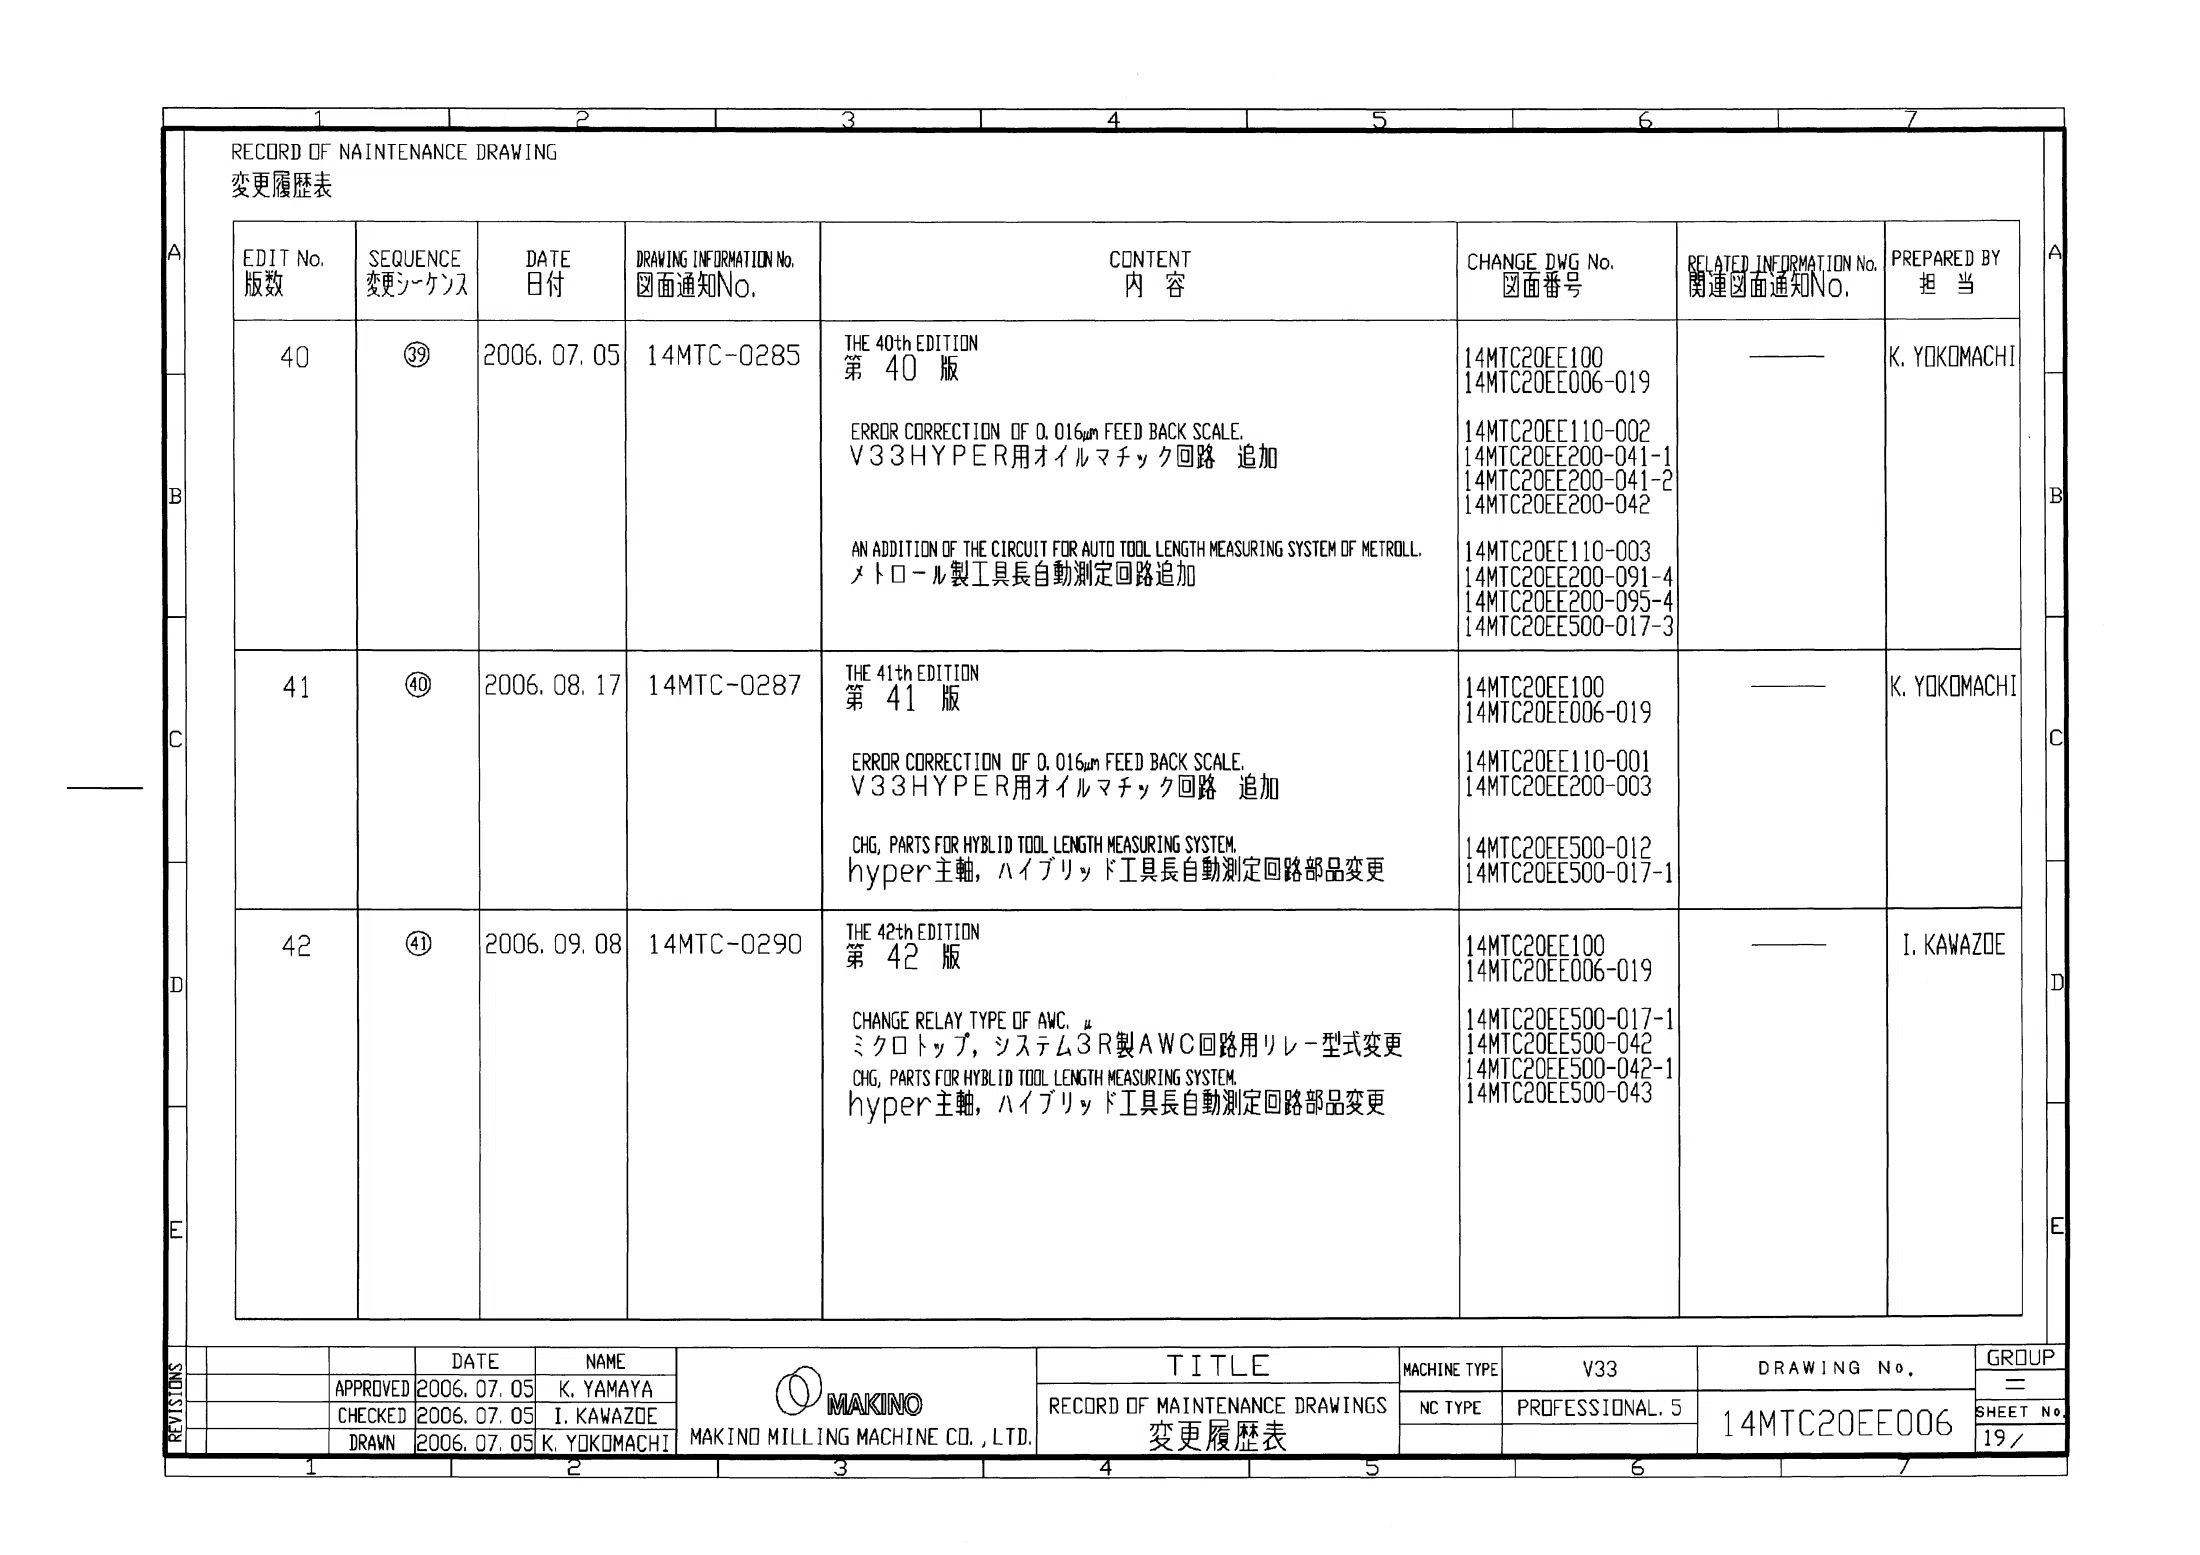 1 2 3 4 5 6 7
RECORD OF NAINTENANCE DRAWING
変更履歴表
EDIT No. SEQUENCE DATE DRAWING INFORMATION No. CONTENT CHANGE DWG No. RELATED INFORMATION No. PREPARED BY
版数 変更シーケンス 日付 図面通知No. 内 容 図面番号 関連図面通知No. 担 当
40 ㊴ 2006. 07. 05 14MTC-0285 THE 40th EDITION 14MTC20EE100 ——— K. YOKOMACHI
第 40 版 14MTC20EE006-019
ERROR CORRECTION OF 0. 016μm FEED BACK SCALE. 14MTC20EE110-002
V33HYPER用オイルマチック回路 追加 14MTC20EE200-041-1
14MTC20EE200-041-2
14MTC20EE200-042
AN ADDITION OF THE CIRCUIT FOR AUTO TOOL LENGTH MEASURING SYSTEM OF METROLL. 14MTC20EE110-003
メトロール製工具長自動測定回路追加 14MTC20EE200-091-4
14MTC20EE200-095-4
14MTC20EE500-017-3
41 ㊵ 2006. 08. 17 14MTC-0287 THE 41th EDITION 14MTC20EE100 ——— K. YOKOMACHI
第 41 版 14MTC20EE006-019
ERROR CORRECTION OF 0. 016μm FEED BACK SCALE. 14MTC20EE110-001
V33HYPER用オイルマチック回路 追加 14MTC20EE200-003
CHG, PARTS FOR HYBLID TOOL LENGTH MEASURING SYSTEM. 14MTC20EE500-012
hyper主軸，ハイブリッド工具長自動測定回路部品変更 14MTC20EE500-017-1
42 ㊶ 2006. 09. 08 14MTC-0290 THE 42th EDITION 14MTC20EE100 ——— I. KAWAZOE
第 42 版 14MTC20EE006-019
CHANGE RELAY TYPE OF AWC. μ 14MTC20EE500-017-1
ミクロトップ，システム3R製AWC回路用リレー型式変更 14MTC20EE500-042
CHG, PARTS FOR HYBLID TOOL LENGTH MEASURING SYSTEM. 14MTC20EE500-042-1
hyper主軸，ハイブリッド工具長自動測定回路部品変更 14MTC20EE500-043
A A
B B
C C
D D
E E
REVISIONS
DATE NAME
APPROVED 2006. 07. 05 K. YAMAYA
CHECKED 2006. 07. 05 I. KAWAZOE
DRAWN 2006. 07. 05 K. YOKOMACHI
MAKINO
MAKINO MILLING MACHINE CO. , LTD.
TITLE
RECORD OF MAINTENANCE DRAWINGS
変更履歴表
MACHINE TYPE V33
NC TYPE PROFESSIONAL. 5
DRAWING No.
14MTC20EE006
GROUP
=
SHEET No.
19/
1 2 3 4 5 6 7